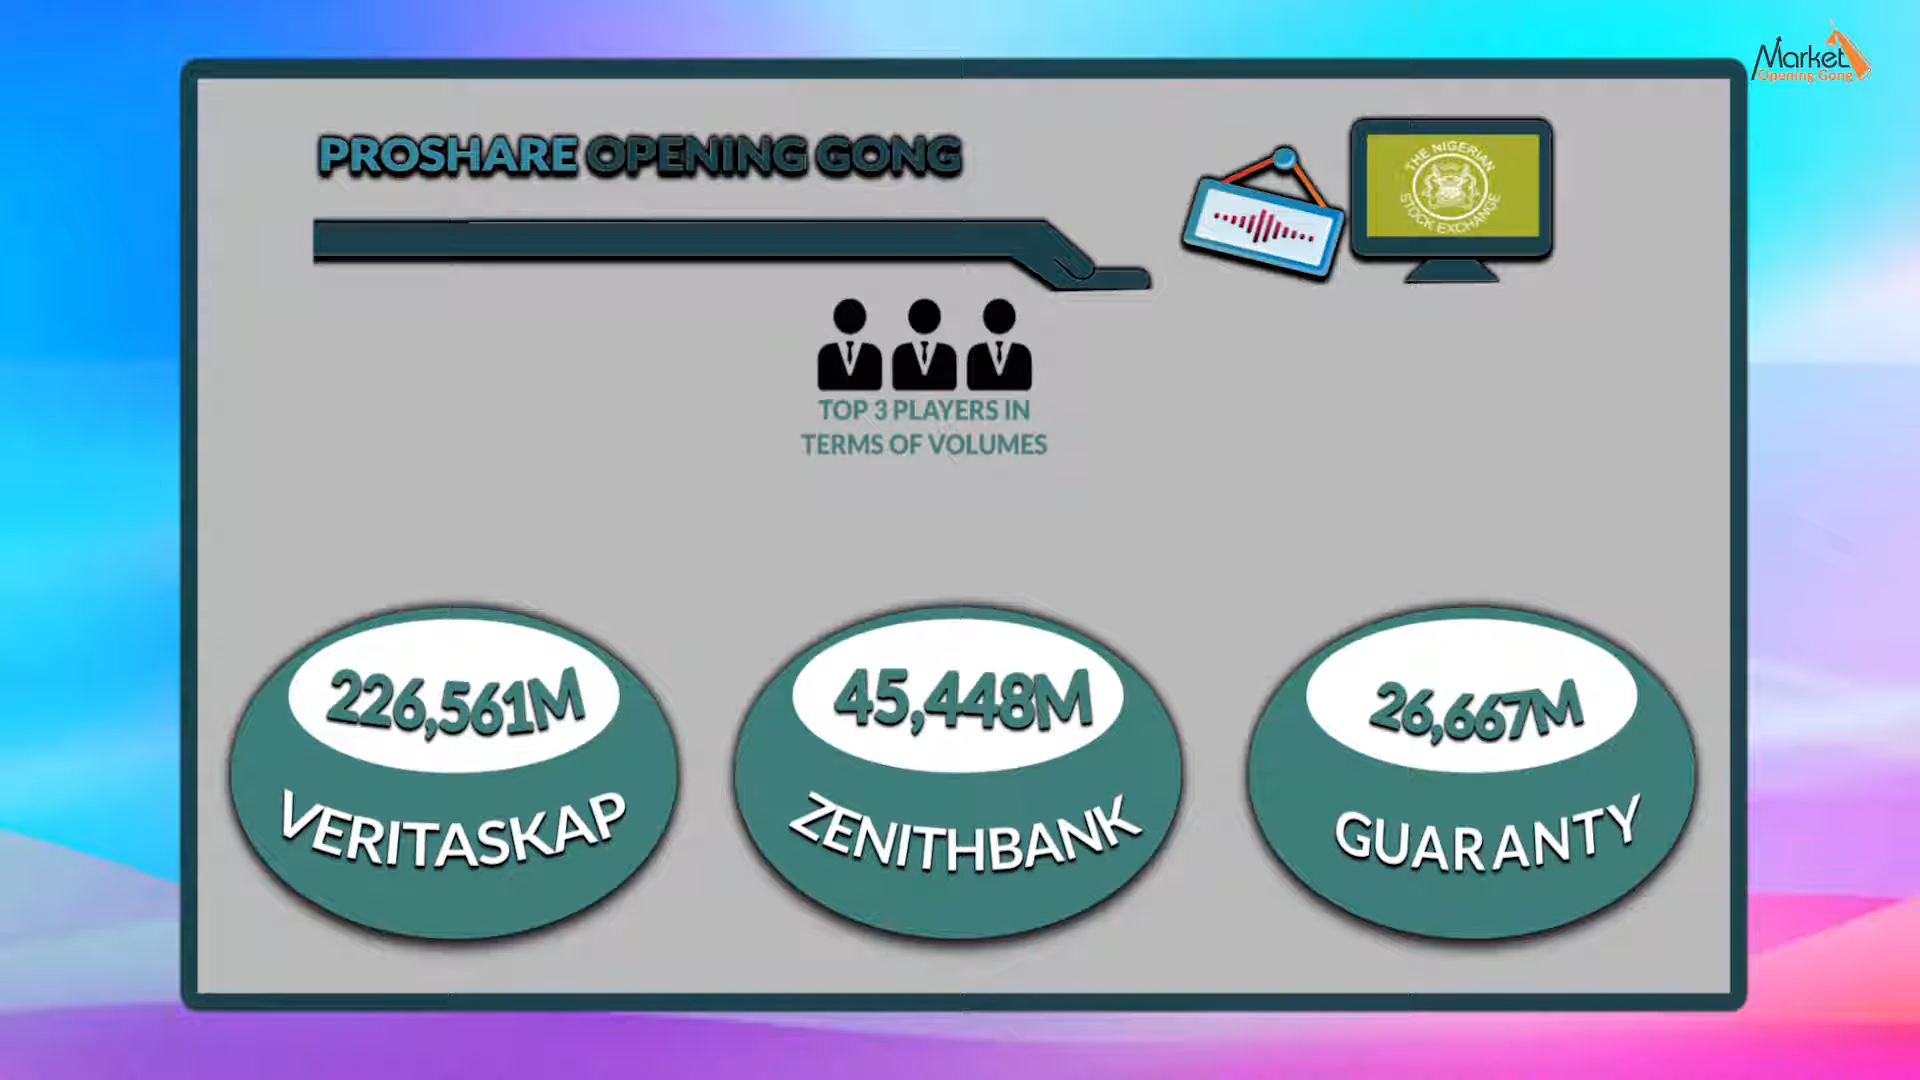 Market
Opening Gong
PROSHARE OPENING GONG
THE NIGERIAN
STOCK EXCHANGE
TOP 3 PLAYERS IN
TERMS OF VOLUMES
226,561M
VERITASKAP
45,448M
ZENITHBANK
26,667M
GUARANTY